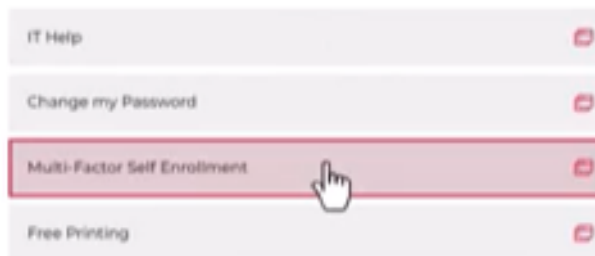 IT Help
Change my Password
Multi-Factor Self Enrollment
Free Printing